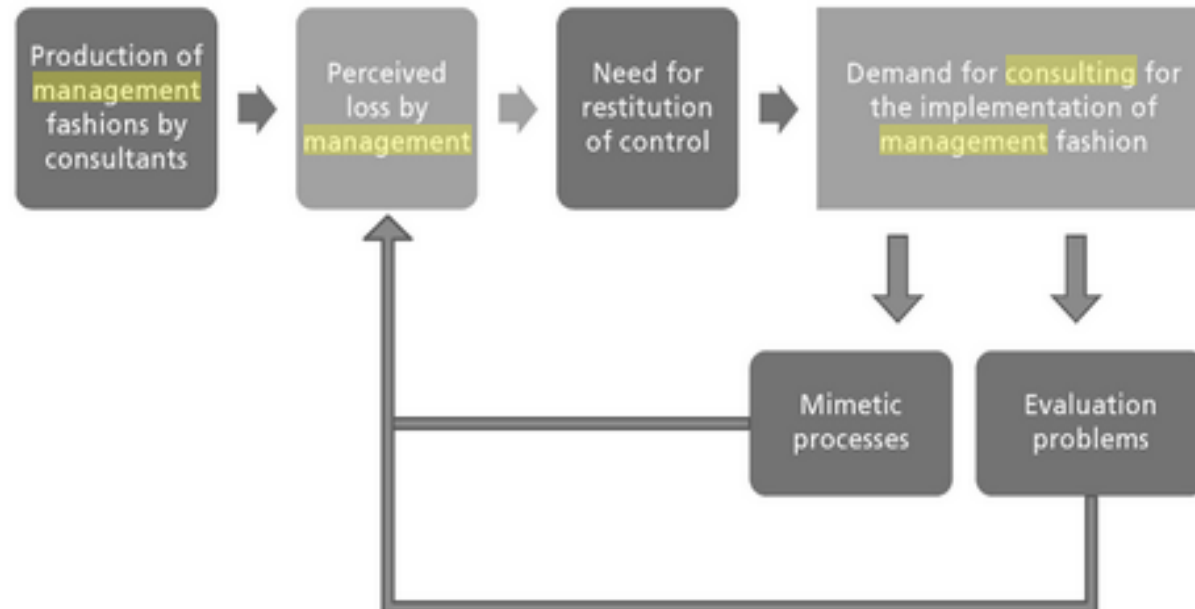 Production of
management
fashions by
consultants
Perceived
loss by
management
Need for
restitution
of control
Demand for consulting for
the implementation of
management fashion
Mimetic
processes
Evaluation
problems